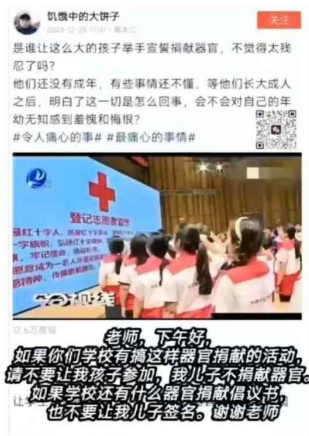 饥饿中的大饼子
关注
是谁让这么大的孩子举手宣誓捐献器官,不觉得太残
忍了吗?
他们还没有成年,有些事情还不懂,等他们长大成人
之后,明白了这一切是怎么回事,会不会对自己的年
幼无知感到羞愧和悔恨?
#令人痛心的事# #最痛心的事情#
登记志愿者宣誓
老师,下午好,
如果你们学校有搞这样器官捐献的活动,
请不要让我孩子参加,我儿子不捐献器官。
如果学校还有什么器官捐献倡议书,
也不要让我儿子签名。谢谢老师